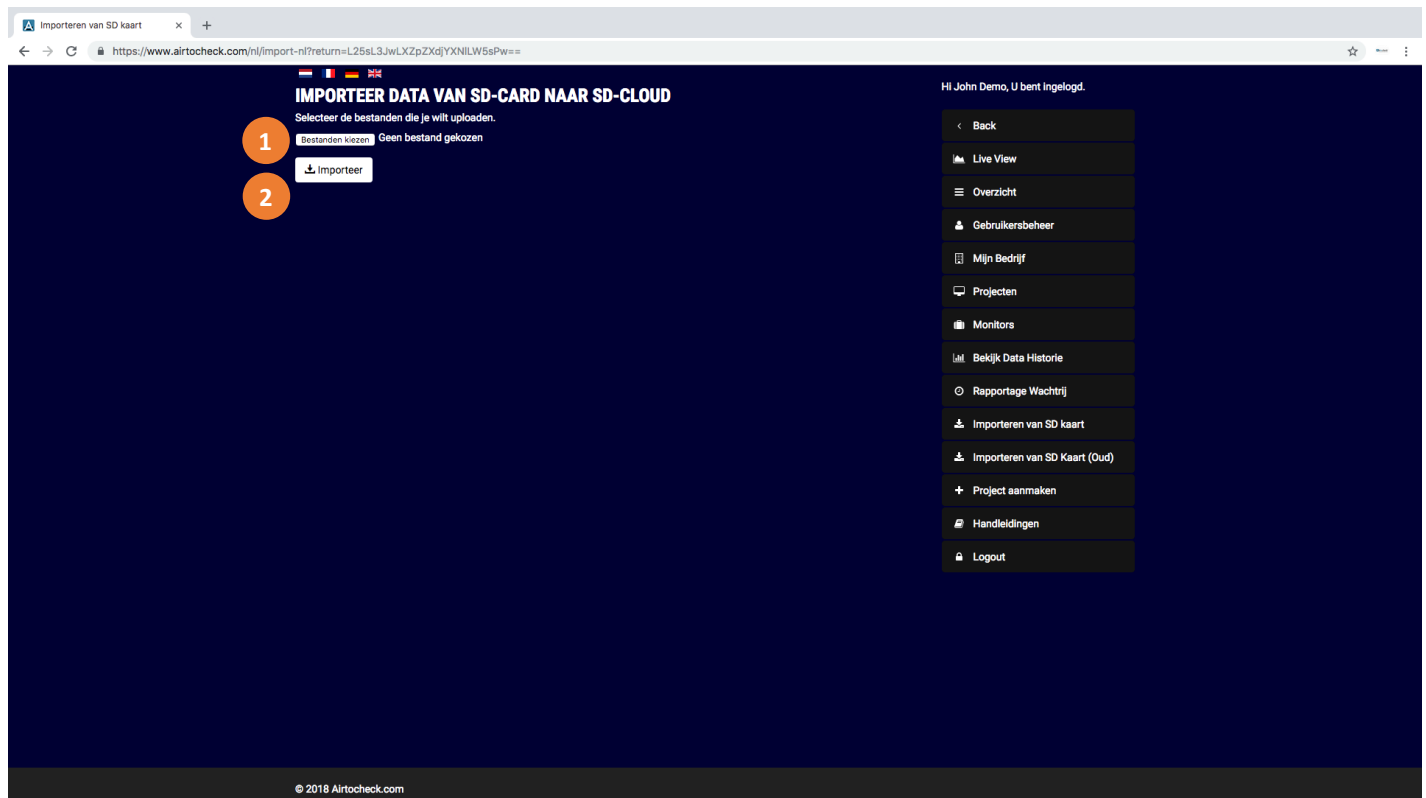 Importeren van SD kaart
https://www.airtocheck.com/nl/import-nl?return=L25sL3JwLXZpZXdjYXNlLW5sPw==
IMPORTEER DATA VAN SD-CARD NAAR SD-CLOUD
Selecteer de bestanden die je wilt uploaden.
1
Bestanden kiezen Geen bestand gekozen
Importeer
2
Hi John Demo, U bent ingelogd.
Back
Live View
Overzicht
Gebruikersbeheer
Mijn Bedrijf
Projecten
Monitors
Bekijk Data Historie
Rapportage Wachtrij
Importeren van SD kaart
Importeren van SD Kaart (Oud)
Project aanmaken
Handleidingen
Logout
© 2018 Airtocheck.com